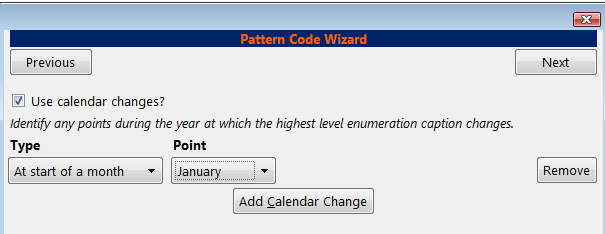 Pattern Code Wizard
Previous Next
Use calendar changes?
Identify any points during the year at which the highest level enumeration caption changes.
Type Point
At start of a month January Remove
Add Calendar Change